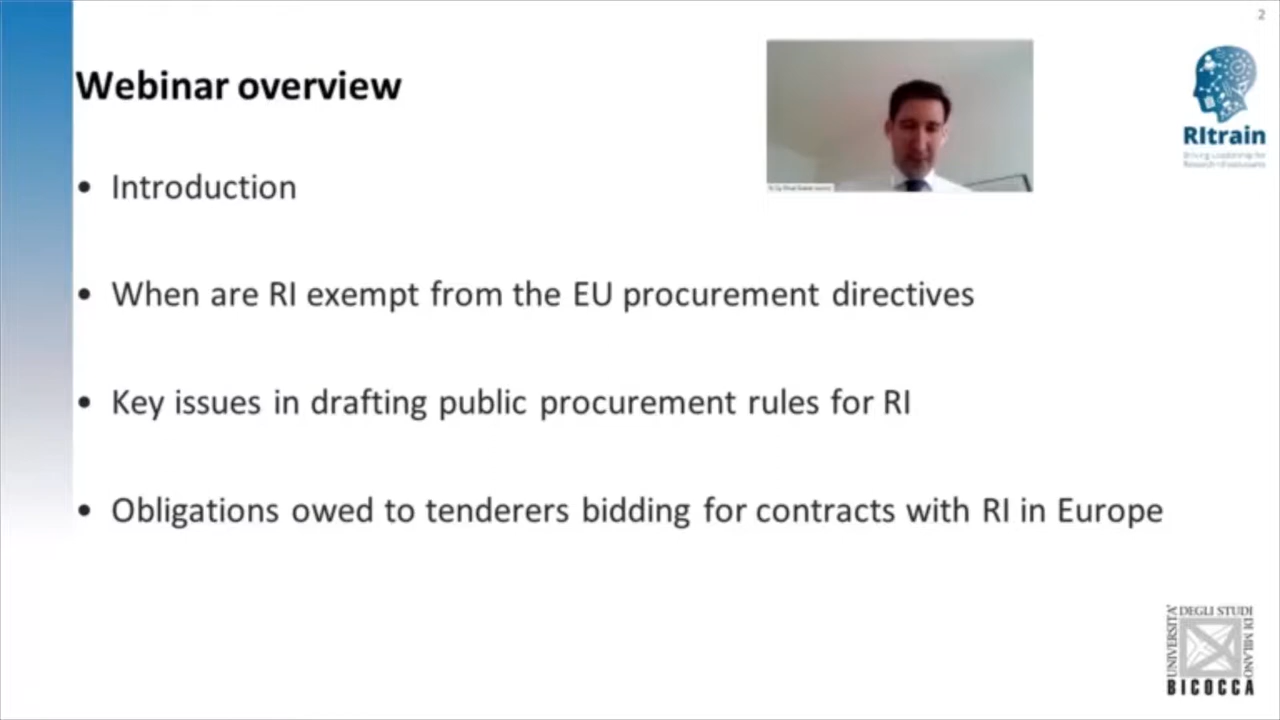 2
Webinar overview
RItrain
• Introduction
• When are RI exempt from the EU procurement directives
• Key issues in drafting public procurement rules for RI
• Obligations owed to tenderers bidding for contracts with RI in Europe
UNIVERSITA' DEGLI STUDI DI MILANO
BICOCCA